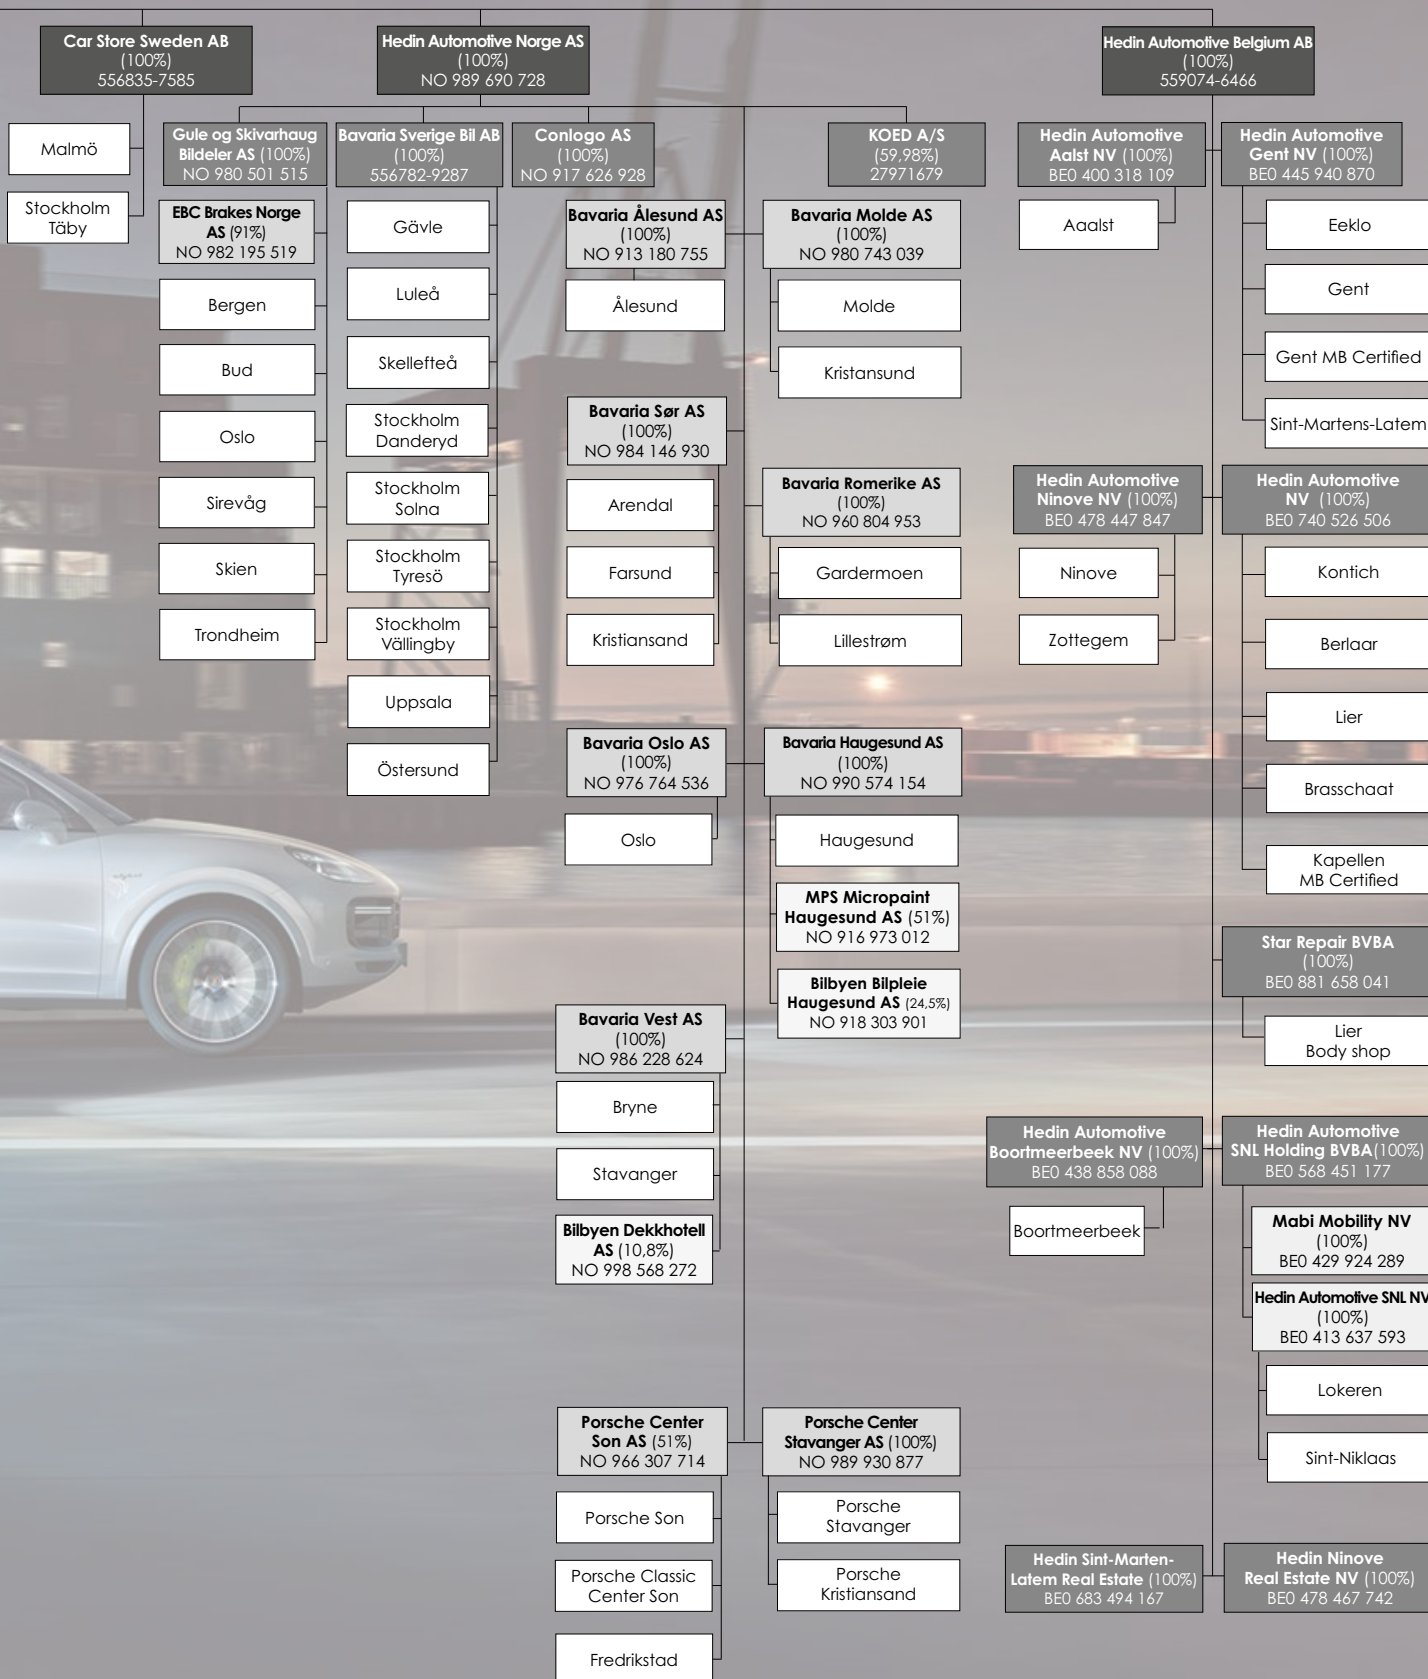 Car Store Sweden AB
(100%)
556835-7585
Malmö
Stockholm
Täby
Hedin Automotive Norge AS
(100%)
NO 989 690 728
Gule og Skivarhaug
Bildeler AS (100%)
NO 980 501 515
EBC Brakes Norge
AS (91%)
NO 982 195 519
Bergen
Bud
Oslo
Sirevåg
Skien
Trondheim
Bavaria Sverige Bil AB
(100%)
556782-9287
Gävle
Luleå
Skellefteå
Stockholm
Danderyd
Stockholm
Solna
Stockholm
Tyresö
Stockholm
Vällingby
Uppsala
Östersund
Conlogo AS
(100%)
NO 917 626 928
KOED A/S
(59,98%)
27971679
Bavaria Ålesund AS
(100%)
NO 913 180 755
Ålesund
Bavaria Molde AS
(100%)
NO 980 743 039
Molde
Kristansund
Bavaria Sør AS
(100%)
NO 984 146 930
Arendal
Farsund
Kristiansand
Bavaria Romerike AS
(100%)
NO 960 804 953
Gardermoen
Lillestrøm
Bavaria Oslo AS
(100%)
NO 976 764 536
Oslo
Bavaria Haugesund AS
(100%)
NO 990 574 154
Haugesund
MPS Micropaint
Haugesund AS (51%)
NO 916 973 012
Bilbyen Bilpleie
Haugesund AS (24,5%)
NO 918 303 901
Bavaria Vest AS
(100%)
NO 986 228 624
Bryne
Stavanger
Bilbyen Dekkhotell
AS (10,8%)
NO 998 568 272
Porsche Center
Son AS (51%)
NO 966 307 714
Porsche Son
Porsche Classic
Center Son
Fredrikstad
Porsche Center
Stavanger AS (100%)
NO 989 930 877
Porsche
Stavanger
Porsche
Kristiansand
Hedin Automotive Belgium AB
(100%)
559074-6466
Hedin Automotive
Aalst NV (100%)
BE0 400 318 109
Aaalst
Hedin Automotive
Gent NV (100%)
BE0 445 940 870
Eeklo
Gent
Gent MB Certified
Sint-Martens-Latem
Hedin Automotive
Ninove NV (100%)
BE0 478 447 847
Ninove
Zottegem
Hedin Automotive
NV (100%)
BE0 740 526 506
Kontich
Berlaar
Lier
Brasschaat
Kapellen
MB Certified
Star Repair BVBA
(100%)
BE0 881 658 041
Lier
Body shop
Hedin Automotive
Boortmeerbeek NV (100%)
BE0 438 858 088
Boortmeerbeek
Hedin Automotive
SNL Holding BVBA(100%)
BE0 568 451 177
Mabi Mobility NV
(100%)
BE0 429 924 289
Hedin Automotive SNL NV
(100%)
BE0 413 637 593
Lokeren
Sint-Niklaas
Hedin Sint-Marten-
Latem Real Estate (100%)
BE0 683 494 167
Hedin Ninove
Real Estate NV (100%)
BE0 478 467 742